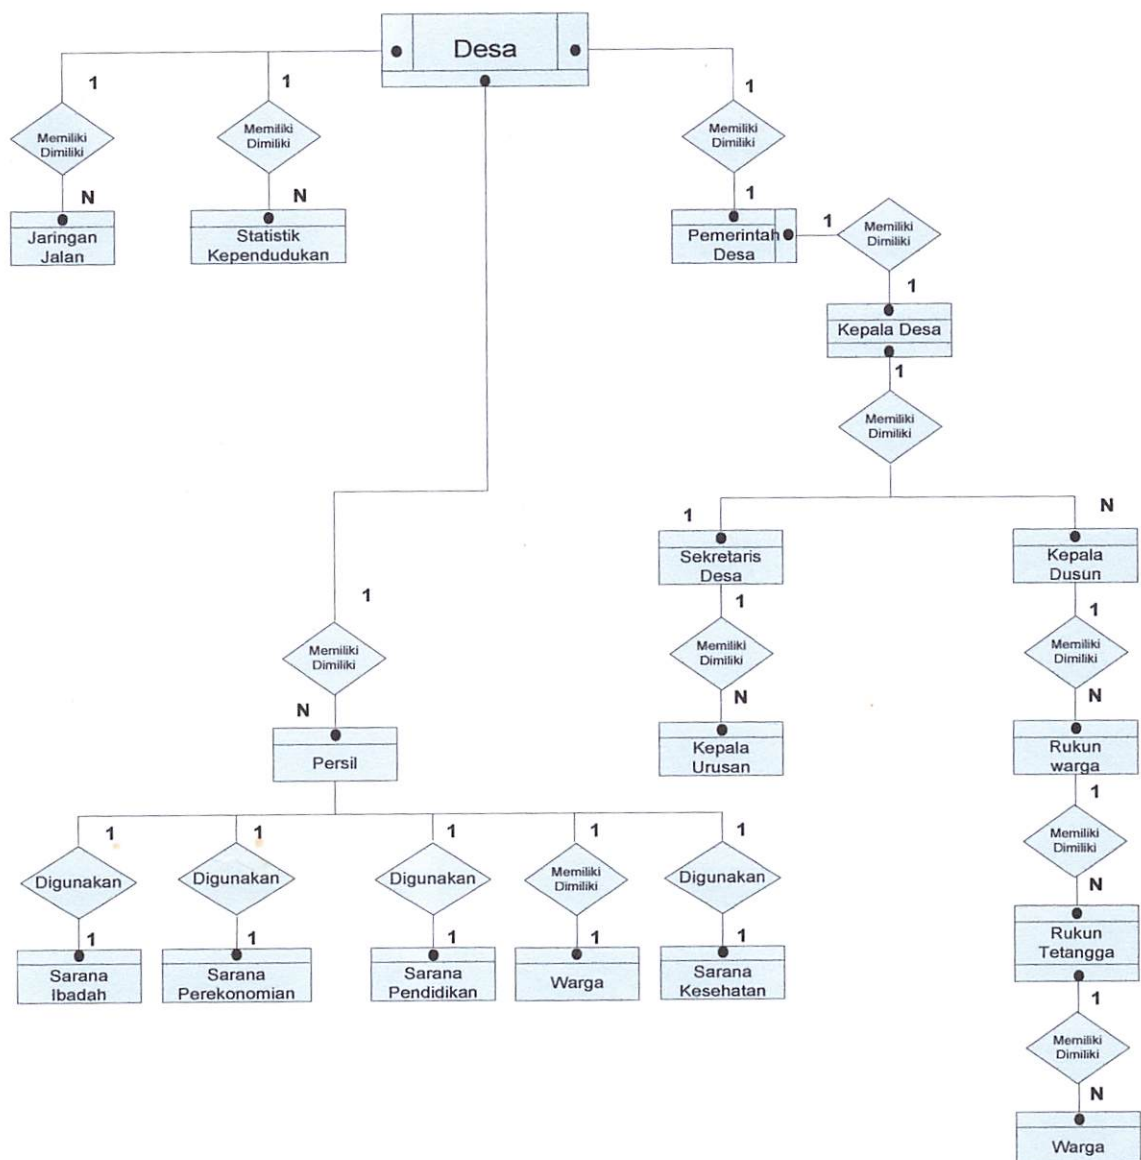 Desa
1
1
1
Memiliki
Dimiliki
Memiliki
Dimiliki
Memiliki
Dimiliki
N
N
1
Jaringan
Jalan
Statistik
Kependudukan
Pemerintah
Desa
1
Memiliki
Dimiliki
1
Kepala Desa
1
Memiliki
Dimiliki
1
N
Sekretaris
Desa
Kepala
Dusun
1
1
1
Memiliki
Dimiliki
Memiliki
Dimiliki
Memiliki
Dimiliki
N
N
N
Persil
Kepala
Urusan
Rukun
warga
1
1
1
1
1
1
Memiliki
Dimiliki
Digunakan
Digunakan
Digunakan
Memiliki
Dimiliki
Digunakan
N
1
1
1
1
1
Sarana
Ibadah
Sarana
Perekonomian
Sarana
Pendidikan
Warga
Sarana
Kesehatan
Rukun
Tetangga
1
Memiliki
Dimiliki
N
Warga